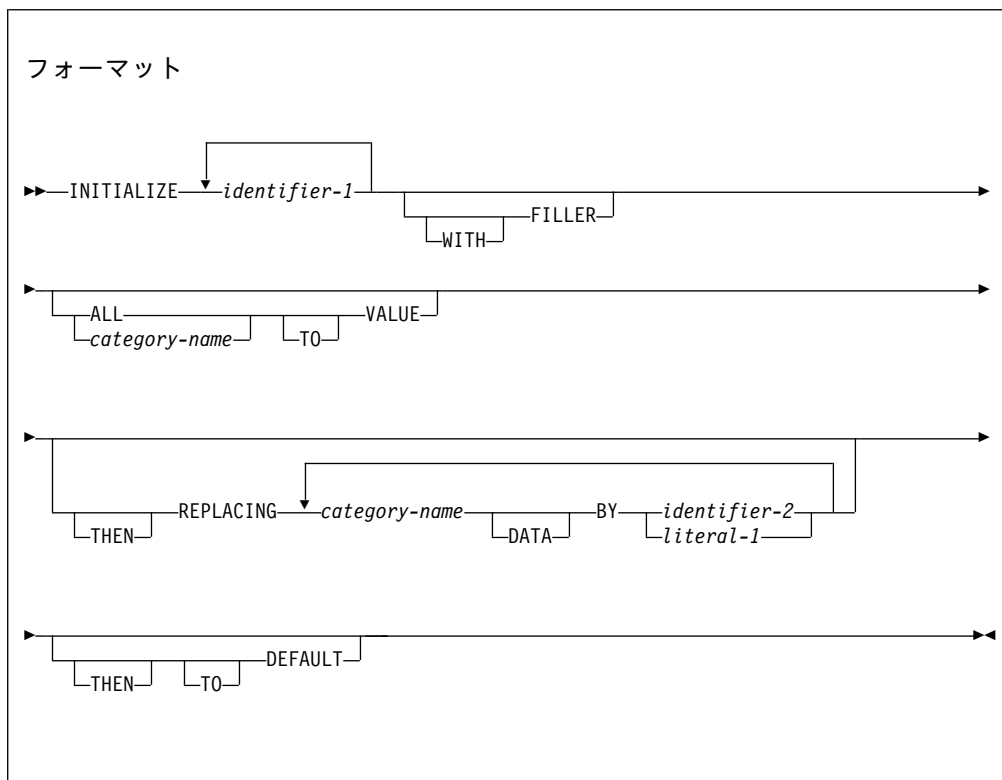 フォーマット
INITIALIZE identifier-1 FILLER
WITH
ALL VALUE
category-name TO
REPLACING category-name BY identifier-2
THEN DATA literal-1
DEFAULT
THEN TO